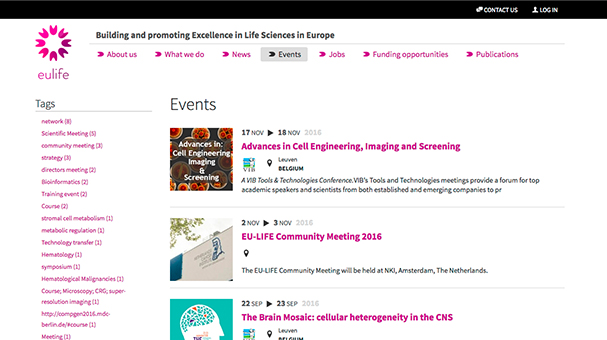 CONTACT US
LOG IN
eulife
Building and promoting Excellence in Life Sciences in Europe
About us
What we do
News
Events
Jobs
Funding opportunities
Publications
Tags
network (8)
Scientific Meeting (5)
community meeting (3)
strategy (3)
directors meeting (2)
Bioinformatics (2)
Training event (2)
Course (2)
stromal cell metabolism (1)
metabolic regulation (1)
Technology transfer (1)
Hematology (1)
symposium (1)
Hematological Malignancies (1)
Course; Microscopy; CRG; super-
resolution imaging (1)
http://compgen2016.mdc-
berlin.de/#course (1)
Meeting (1)
Events
Advances in:
Cell Engineering
Imaging
&
Screening
17 NOV 18 NOV 2016
Advances in Cell Engineering, Imaging and Screening
VIB
Leuven
BELGIUM
A VIB Tools & Technologies Conference.VIB's Tools and Technologies meetings provide a forum for top
academic speakers and scientists from both established and emerging companies to pr
2 NOV 3 NOV 2016
EU-LIFE Community Meeting 2016
The EU-LIFE Community Meeting will be held at NKI, Amsterdam, The Netherlands.
22 SEP 23 SEP 2016
The Brain Mosaic: cellular heterogeneity in the CNS
Leuven
BELGIUM